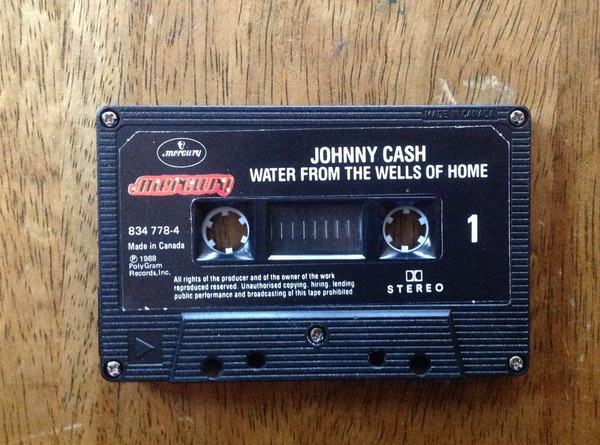 MADE IN CANADA
mercury
mercury
JOHNNY CASH
WATER FROM THE WELLS OF HOME
834 778-4
Made in Canada
℗ 1988
PolyGram
Records, Inc.
1
All rights of the producer and of the owner of the work
reproduced reserved. Unauthorised copying, hiring, lending
public performance and broadcasting of this tape prohibited
STEREO